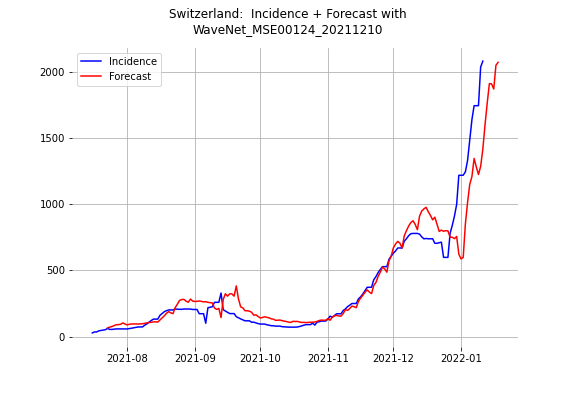 Switzerland:  Incidence + Forecast with
WaveNet_MSE00124_20211210
Incidence
Forecast
2000
1500
1000
500
0
2021-08
2021-09
2021-10
2021-11
2021-12
2022-01